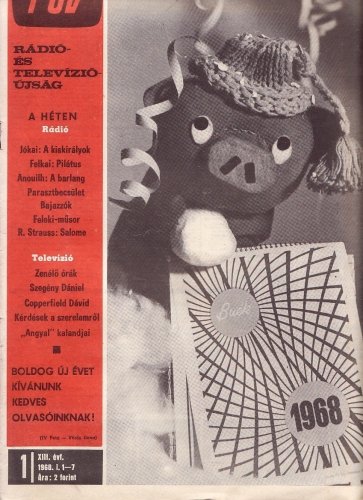 RÁDIÓ-
ÉS
TELEVÍZIÓ-
ÚJSÁG
A HÉTEN
Rádió
Jókai: A kiskirályok
Felkai: Pilátus
Anouilh: A barlang
Parasztbecsület
Bajazzók
Feleki-műsor
R. Strauss: Salome
Televízió
Zenélő órák
Szegény Dániel
Copperfield Dávid
Kérdések a szerelemről
„Angyal" kalandjai
BOLDOG ÚJ ÉVET
KÍVÁNUNK
KEDVES
OLVASÓINKNAK!
1
XIII. évf.
1968. I. 1—7
Ára: 2 forint
Buék!
1968